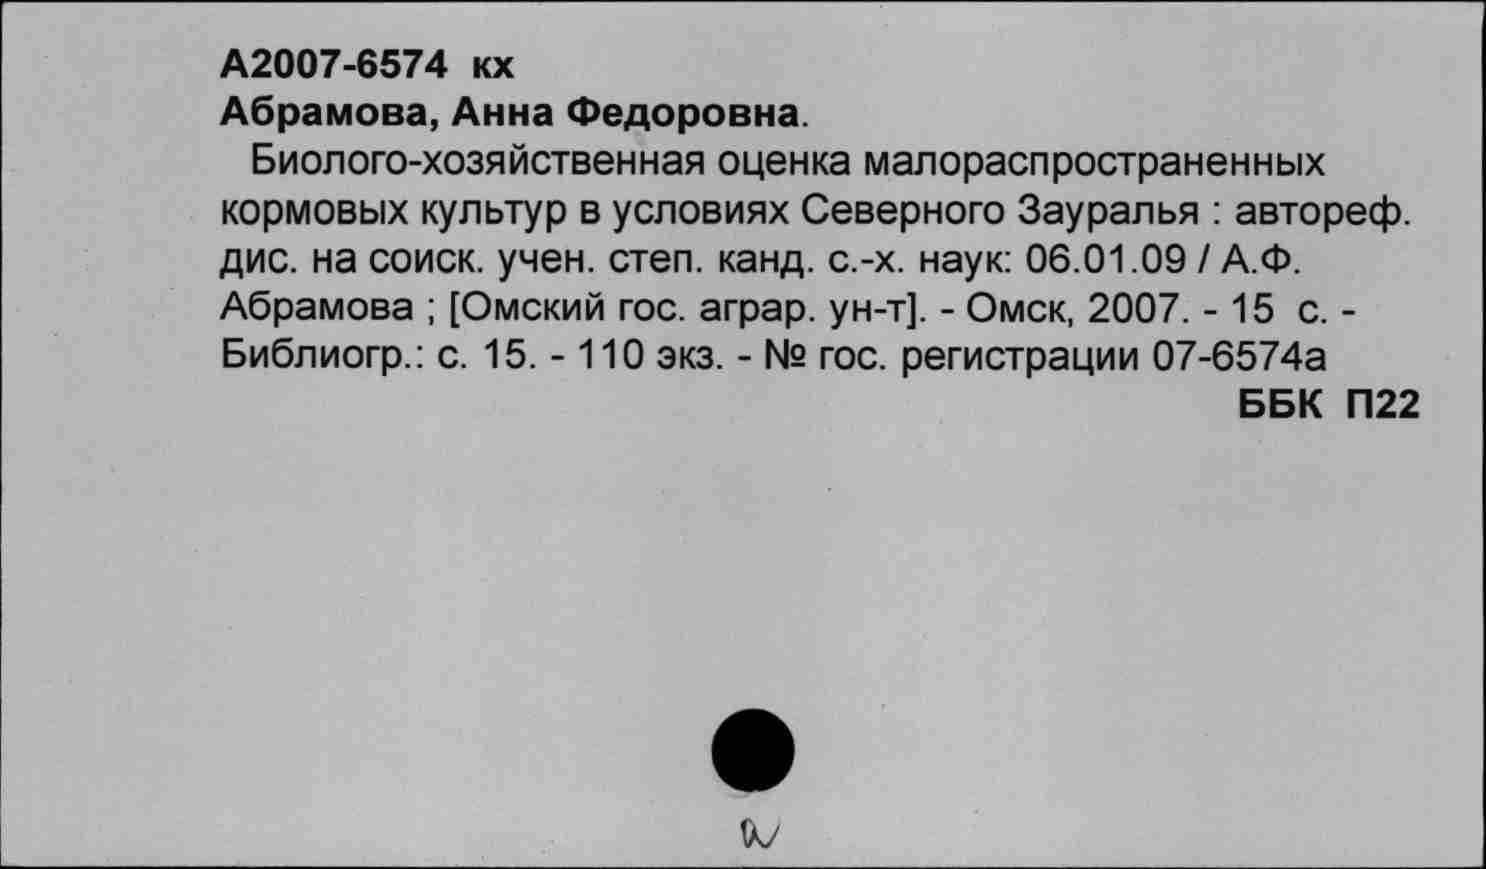 А2007-6574 кх
Абрамова, Анна Федоровна.
Биолого-хозяйственная оценка малораспространенных
кормовых культур в условиях Северного Зауралья : автореф.
дис. на соиск. учен. степ. канд. с.-х. наук: 06.01.09 / А.Ф.
Абрамова ; [Омский гос. аграр. ун-т]. - Омск, 2007. - 15 с. -
Библиогр.: с. 15. - 110 экз. - № гос. регистрации 07-6574а
ББК П22